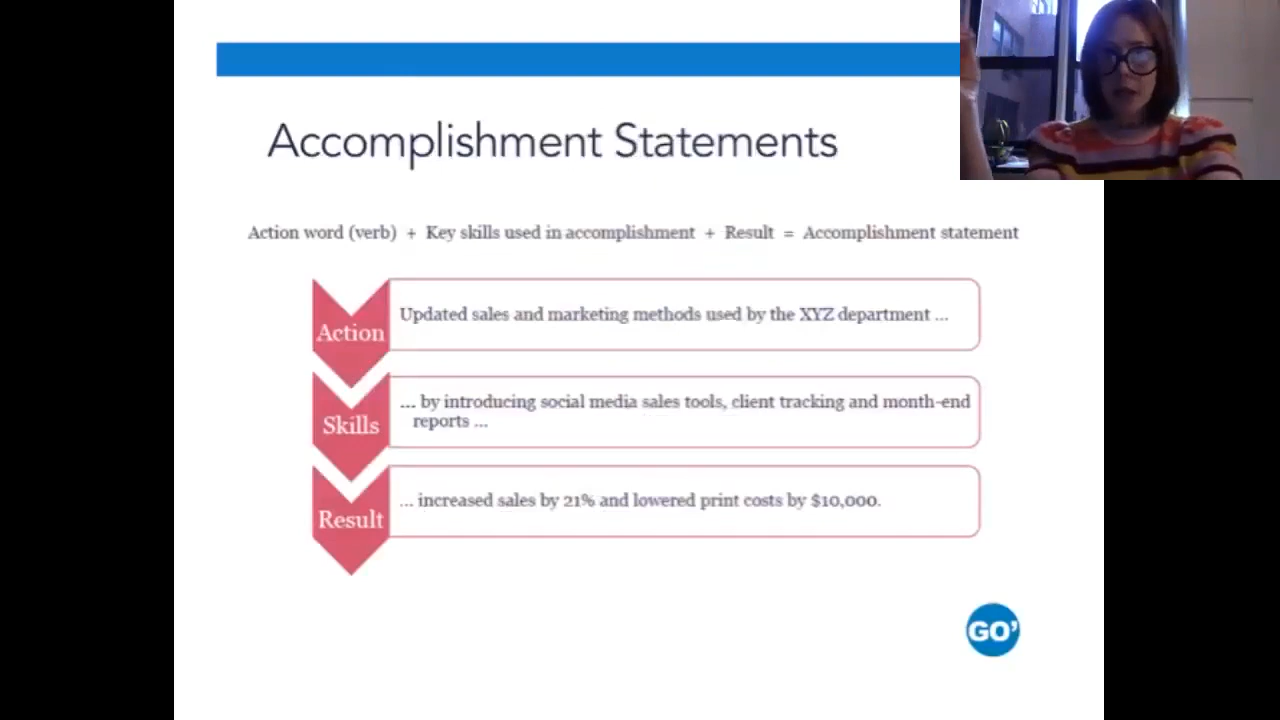 Accomplishment Statements
Action word (verb) + Key skills used in accomplishment + Result = Accomplishment statement
Action
Updated sales and marketing methods used by the XYZ department ...
Skills
... by introducing social media sales tools, client tracking and month-end
reports ...
Result
... increased sales by 21% and lowered print costs by $10,000.
GO'